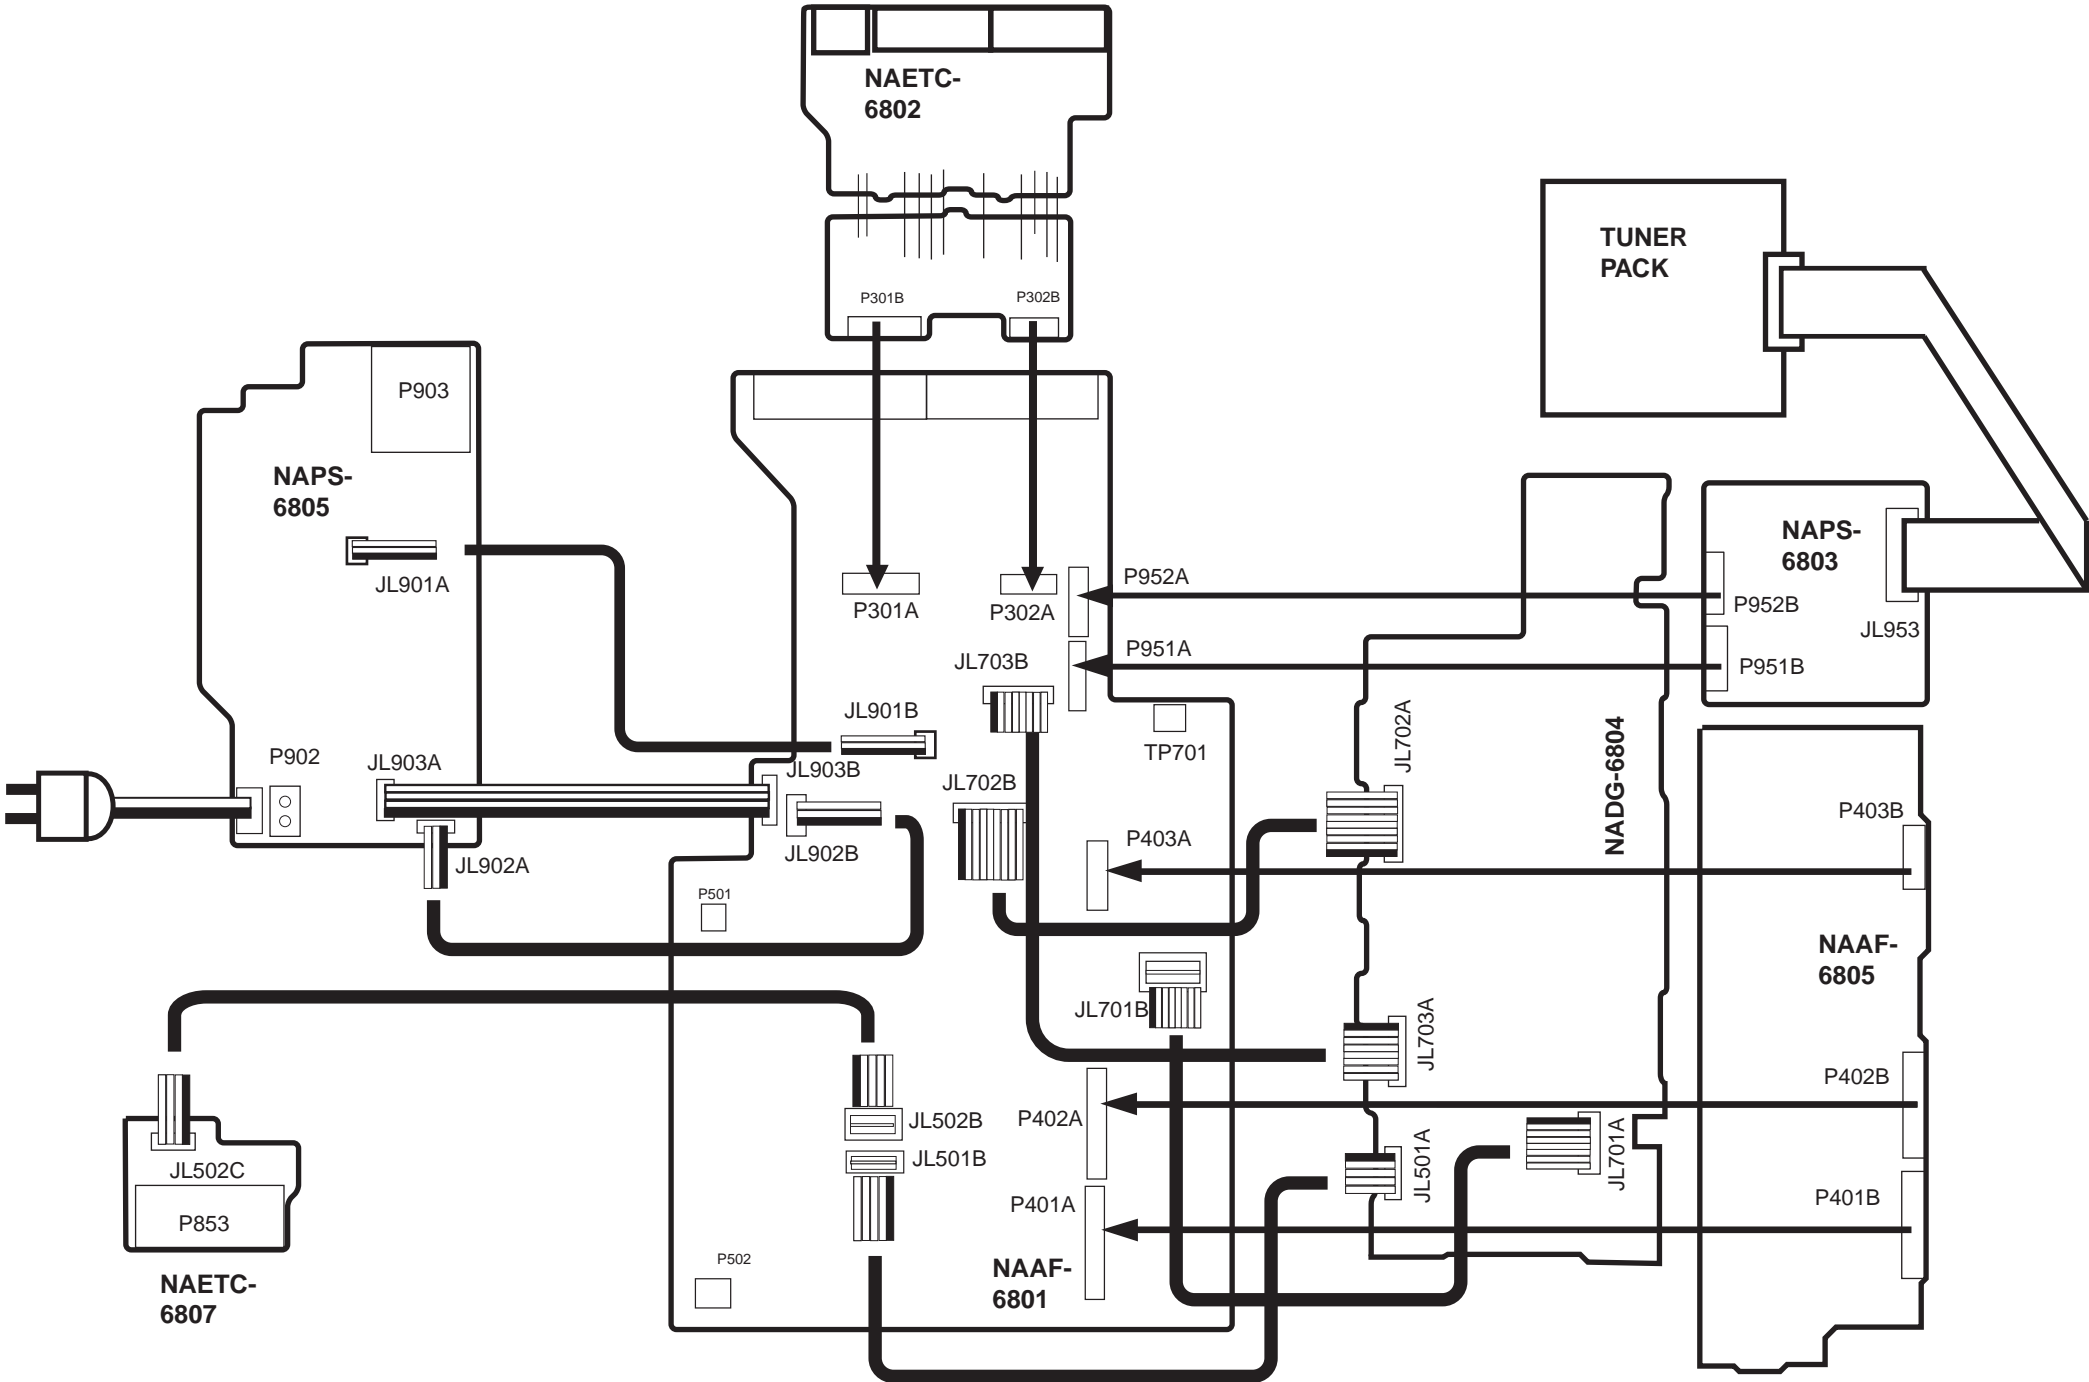 NAETC-
6802
P301B
P302B
TUNER
PACK
P903
NAPS-
6805
JL901A
P301A
P302A
P952A
P951A
JL703B
NAPS-
6803
P952B
JL953
P951B
JL901B
TP701
JL702A
NADG-6804
P902
JL903A
JL903B
JL702B
P403A
P403B
JL902A
JL902B
P501
NAAF-
6805
JL701B
JL703A
P402B
JL502B
P402A
JL501B
JL501A
JL701A
JL502C
P853
P401A
P401B
P502
NAAF-
6801
NAETC-
6807